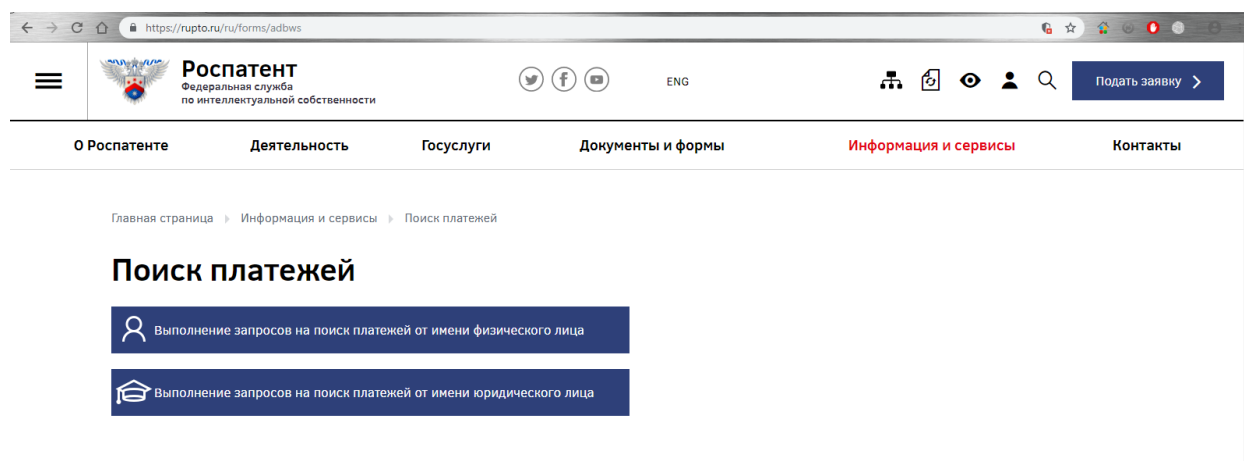 https://rupto.ru/ru/forms/adbws
Роспатент
Федеральная служба
по интеллектуальной собственности
ENG
Подать заявку
О Роспатенте Деятельность Госуслуги Документы и формы Информация и сервисы Контакты
Главная страница Информация и сервисы Поиск платежей
Поиск платежей
Выполнение запросов на поиск платежей от имени физического лица
Выполнение запросов на поиск платежей от имени юридического лица